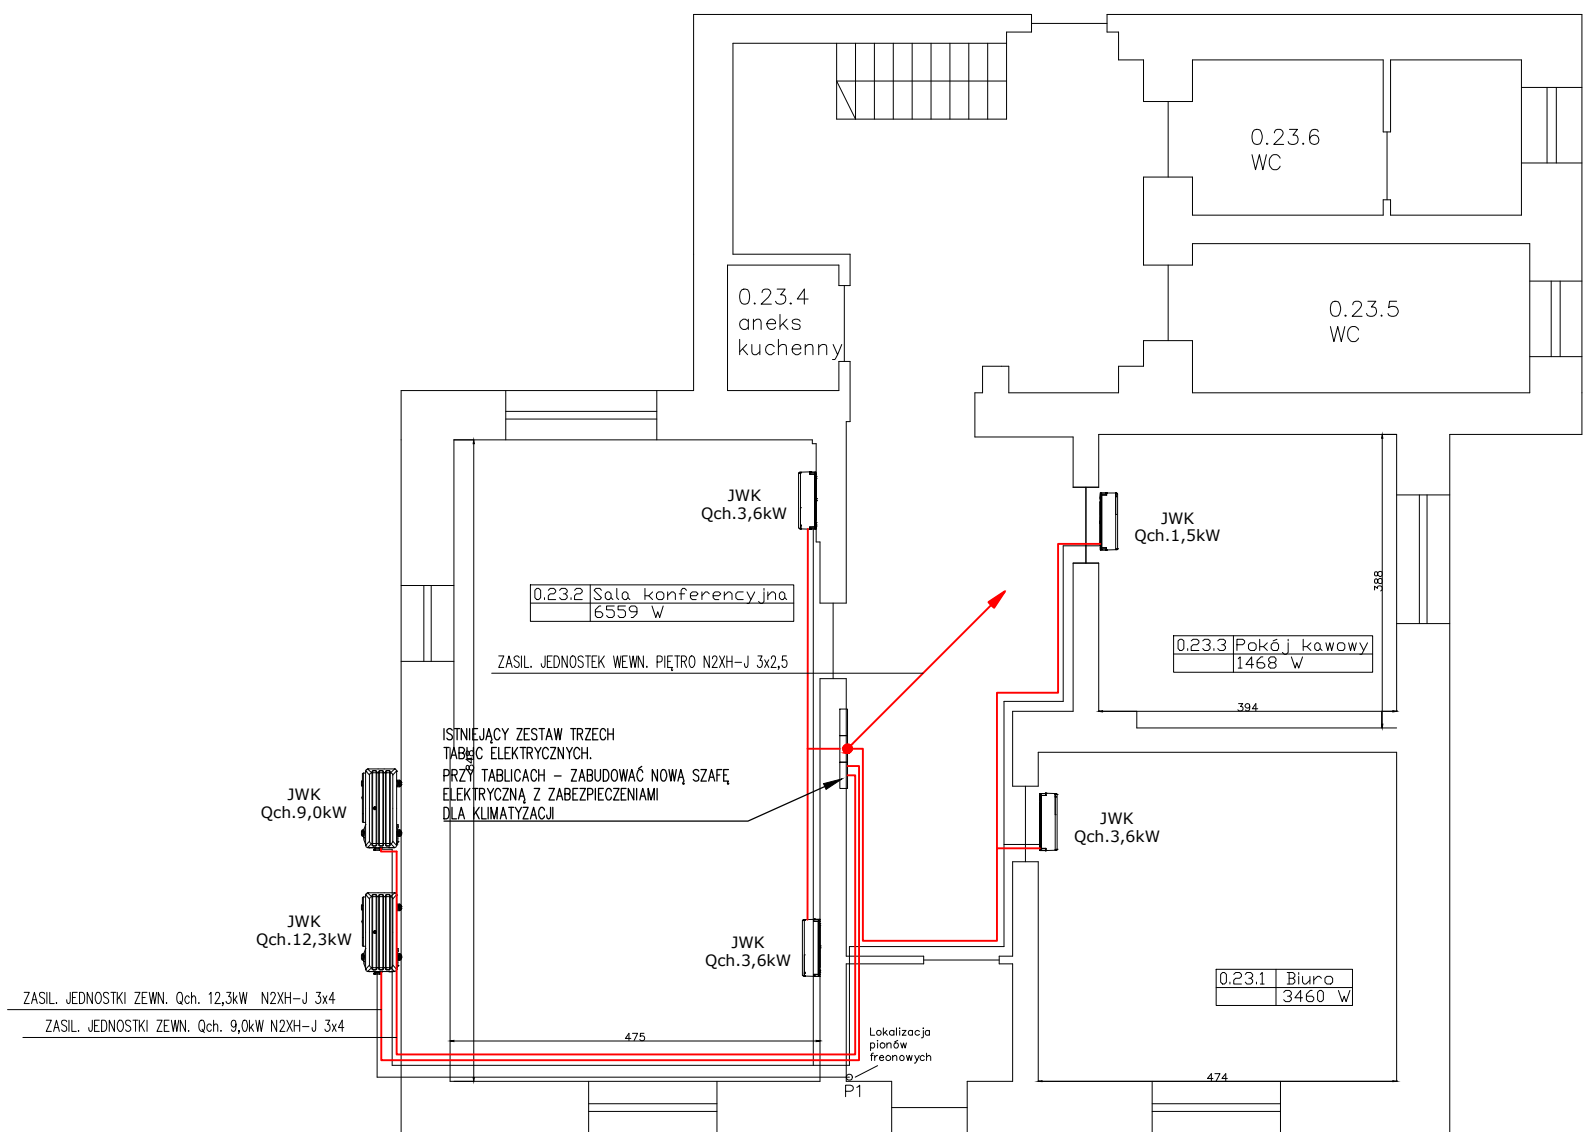 0.23.6
WC
0.23.4
aneks
kuchenny
0.23.5
WC
JWK
Qch.3,6kW
JWK
Qch.1,5kW
388
0.23.2 Sala konferencyjna
6559 W
0.23.3 Pokój kawowy
1468 W
ZASIL. JEDNOSTEK WEWN. PIĘTRO N2XH-J 3x2,5
394
ISTNIEJĄCY ZESTAW TRZECH
TABLIC ELEKTRYCZNYCH.
PRZY TABLICACH – ZABUDOWAĆ NOWĄ SZAFĘ
ELEKTRYCZNĄ Z ZABEZPIECZENIAMI
DLA KLIMATYZACJI
JWK
Qch.9,0kW
JWK
Qch.3,6kW
JWK
Qch.12,3kW
JWK
Qch.3,6kW
0.23.1 Biuro
3460 W
ZASIL. JEDNOSTKI ZEWN. Qch. 12,3kW N2XH-J 3x4
ZASIL. JEDNOSTKI ZEWN. Qch. 9,0kW N2XH-J 3x4
475
Lokalizacja
pionów
freonowych
P1
474